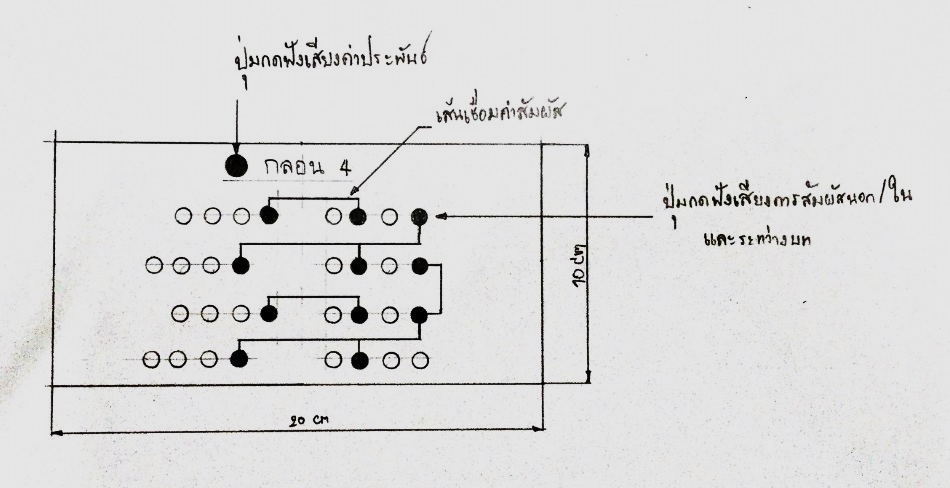 ปุ่มกดฟังเสียงคำประพันธ์
เส้นเชื่อมคำสัมผัส
กลอน 4
ปุ่มกดฟังเสียงการสัมผัสนอก/ใน
และระหว่างบท
10 cm
20 cm